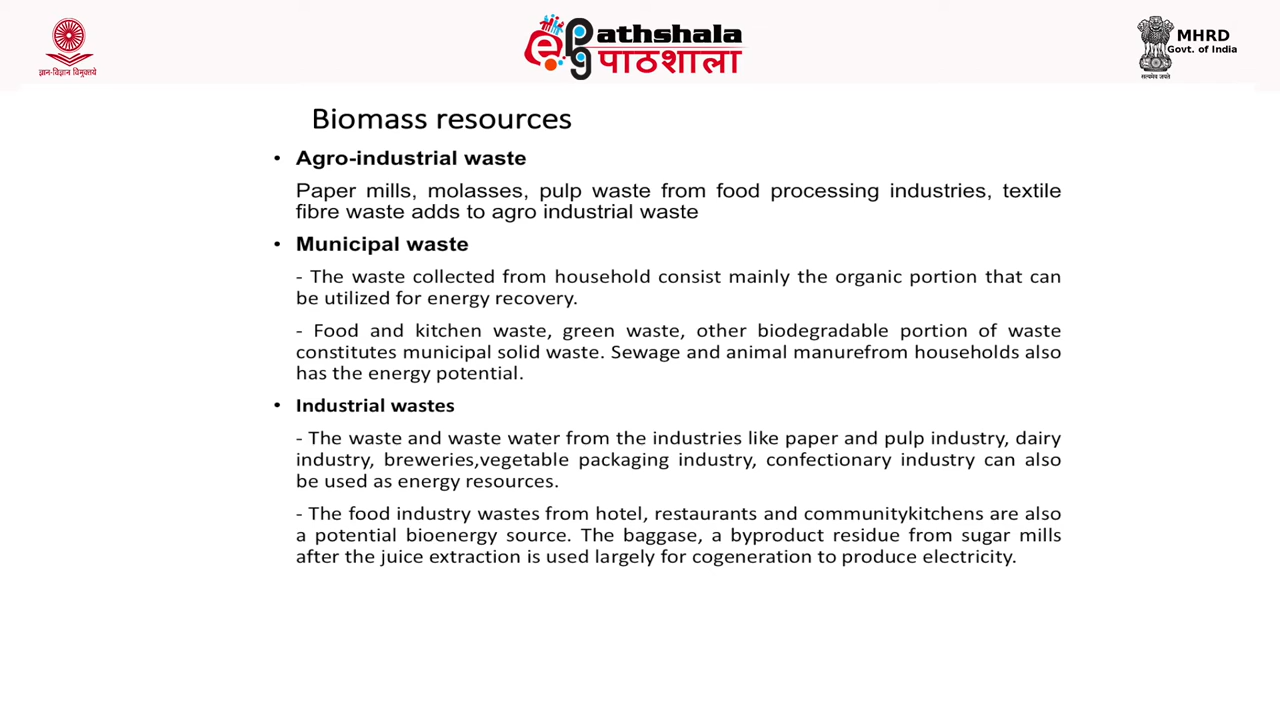 ज्ञान-विज्ञान विमुक्तये
ePathshala
पाठशाला
MHRD
Govt. of India
सत्यमेव जयते
Biomass resources
• Agro-industrial waste
Paper mills, molasses, pulp waste from food processing industries, textile
fibre waste adds to agro industrial waste
• Municipal waste
- The waste collected from household consist mainly the organic portion that can
be utilized for energy recovery.
- Food and kitchen waste, green waste, other biodegradable portion of waste
constitutes municipal solid waste. Sewage and animal manurefrom households also
has the energy potential.
• Industrial wastes
- The waste and waste water from the industries like paper and pulp industry, dairy
industry, breweries,vegetable packaging industry, confectionary industry can also
be used as energy resources.
- The food industry wastes from hotel, restaurants and communitykitchens are also
a potential bioenergy source. The baggase, a byproduct residue from sugar mills
after the juice extraction is used largely for cogeneration to produce electricity.